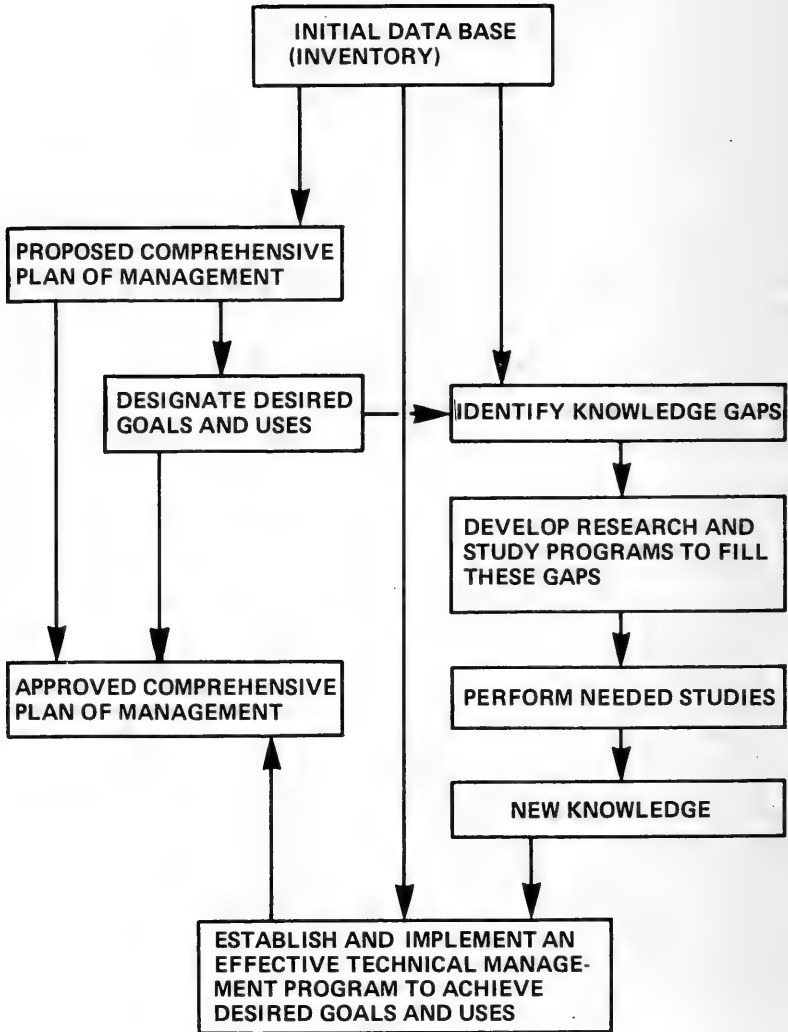 INITIAL DATA BASE
(INVENTORY)
PROPOSED COMPREHENSIVE
PLAN OF MANAGEMENT
DESIGNATE DESIRED
GOALS AND USES
IDENTIFY KNOWLEDGE GAPS
DEVELOP RESEARCH AND
STUDY PROGRAMS TO FILL
THESE GAPS
APPROVED COMPREHENSIVE
PLAN OF MANAGEMENT
PERFORM NEEDED STUDIES
NEW KNOWLEDGE
ESTABLISH AND IMPLEMENT AN
EFFECTIVE TECHNICAL MANAGE-
MENT PROGRAM TO ACHIEVE
DESIRED GOALS AND USES